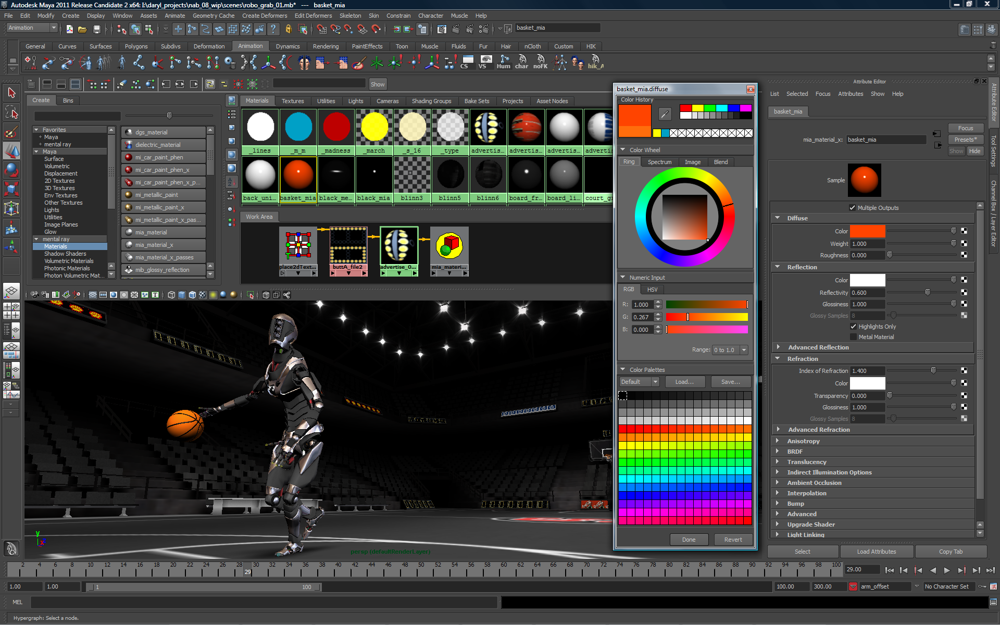 Autodesk Maya 2011 Release Candidate 2 x64: I:\daryl_projects\nab_08_wip\scenes\robo_grab_01.mb* --- basket_mia
File Edit Modify Create Display Window Assets Animate Geometry Cache Create Deformers Edit Deformers Skeleton Skin Constrain Character Muscle Help
Animation basket_mia
General Curves Surfaces Polygons Subdivs Deformation Animation Dynamics Rendering PaintEffects Toon Muscle Fluids Fur Hair nCloth Custom HIK
CS VS Hum char noFK hik_A
Show
Create Bins
Favorites
Maya
mental ray
Maya
Surface
Volumetric
Displacement
2D Textures
3D Textures
Env Textures
Other Textures
Lights
Utilities
Image Planes
Glow
mental ray
Materials
Shadow Shaders
Volumetric Materials
Photonic Materials
Photon Volumetric Mat...
dgs_material
dielectric_material
mi_car_paint_phen
mi_car_paint_phen_x
mi_car_paint_phen_x_p...
mi_metallic_paint
mi_metallic_paint_x
mi_metallic_paint_x_pas...
mia_material
mia_material_x
mia_material_x_passes
mib_glossy_reflection
Materials Textures Utilities Lights Cameras Shading Groups Bake Sets Projects Asset Nodes
_lines _m_m _madness _march _s_16 _type advertis... advertis... advertis... adverti
back_uni... basket_mia black_me... black_mia blinn3 blinn5 blinn6 board_fr... board_li... court_g
Work Area
place2dText... buttA_file2 advertise_0... mia_materi...
persp (defaultRenderLayer)
y
x
basket_mia.diffuse
Color History
Color Wheel
Ring Spectrum Image Blend
Numeric Input
RGB HSV
R: 1.000
G: 0.267
B: 0.000
Range: 0 to 1.0
Color Palettes
Default Load... Save...
Done Revert
Attribute Editor
List Selected Focus Attributes Show Help
basket_mia
Focus
mia_material_x: basket_mia Presets*
Show Hide
Sample
Multiple Outputs
Diffuse
Color
Weight 1.000
Roughness 0.000
Reflection
Color
Reflectivity 0.600
Glossiness 1.000
Glossy Samples 8
Highlights Only
Metal Material
Advanced Reflection
Refraction
Index of Refraction 1.400
Color
Transparency 0.000
Glossiness 1.000
Glossy Samples 8
Advanced Refraction
Anisotropy
BRDF
Translucency
Indirect Illumination Options
Ambient Occlusion
Interpolation
Bump
Advanced
Upgrade Shader
Light Linking
Select Load Attributes Copy Tab
Attribute Editor
Tool Settings
Channel Box / Layer Editor
2 4 6 8 10 12 14 16 18 20 22 24 26 28 30 32 34 36 38 40 42 44 46 48 50 52 54 56 58 60 62 64 66 68 70 72 74 76 78 80 82 84 86 88 90 92 94 96 98 100
29
29.00
1.00 1.00 1 100 100.00 300.00 arm_offset No Character Set
MEL
Hypergraph: Select a node.